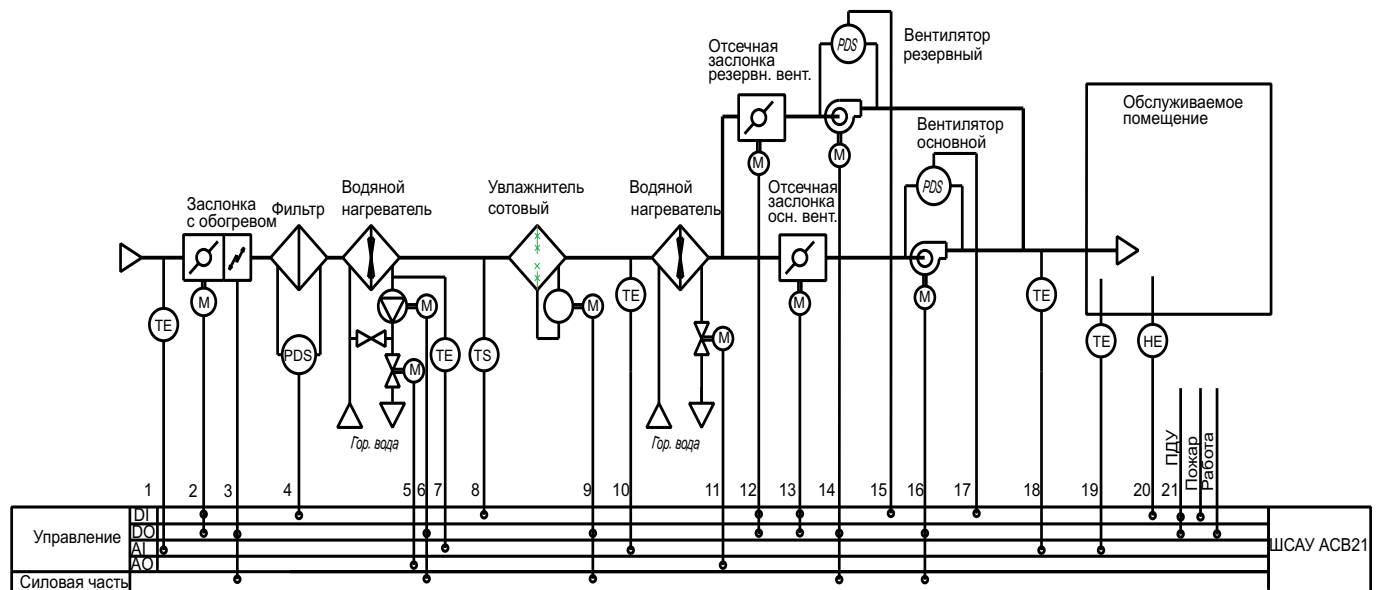 PDS
Вентилятор
резервный
Отсечная
заслонка
резервн. вент.
М
М
Обслуживаемое
помещение
Вентилятор
основной
PDS
Заслонка
с обогревом
Фильтр
Водяной
нагреватель
Увлажнитель
сотовый
Водяной
нагреватель
Отсечная
заслонка
осн. вент.
TE
М
PDS
М
М
TE
TS
М
TE
М
М
М
TE
TE
HE
Гор. вода
Гор. вода
ПДУ
Пожар
Работа
1 2 3 4 5 6 7 8 9 10 11 12 13 14 15 16 17 18 19 20 21
Управление
DI
DO
AI
AO
Силовая часть
ШСАУ АСВ21